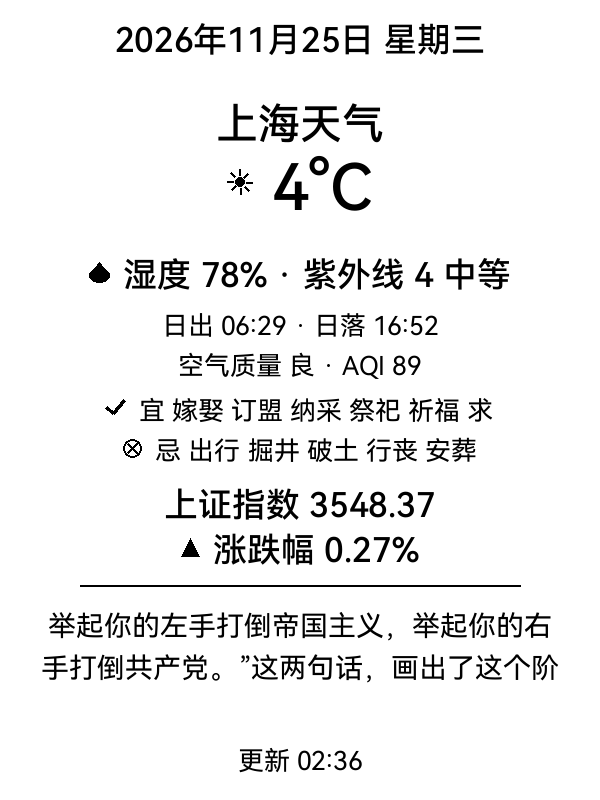 2026年11月25日 星期三
上海天气
4°C
湿度 78% · 紫外线 4 中等
日出 06:29 · 日落 16:52
空气质量 良 · AQI 89
宜 嫁娶 订盟 纳采 祭祀 祈福 求
忌 出行 掘井 破土 行丧 安葬
上证指数 3548.37
▲ 涨跌幅 0.27%
举起你的左手打倒帝国主义，举起你的右
手打倒共产党。”这两句话，画出了这个阶
更新 02:36